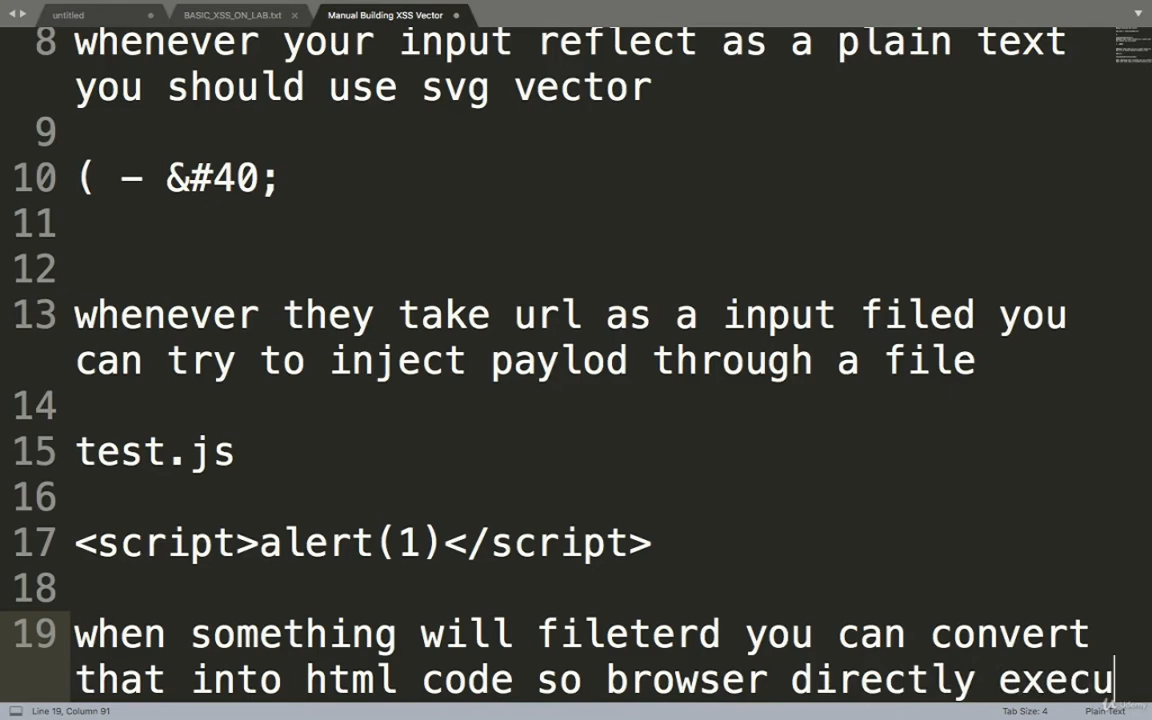 untitled
BASIC_XSS_ON_LAB.txt
Manual Building XSS Vector
8 whenever your input reflect as a plain text
you should use svg vector
9
10 ( - &#40;
11
12
13 whenever they take url as a input filed you
can try to inject paylod through a file
14
15 test.js
16
17 <script>alert(1)</script>
18
19 when something will fileterd you can convert
that into html code so browser directly execu
Line 19, Column 91
Tab Size: 4
Plain Text
Udemy